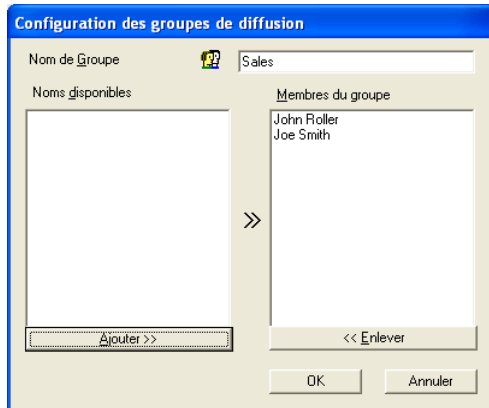 Configuration des groupes de diffusion
Nom de Groupe
Sales
Noms disponibles
Membres du groupe
John Roller
Joe Smith
>>
Ajouter >>
<< Enlever
OK
Annuler